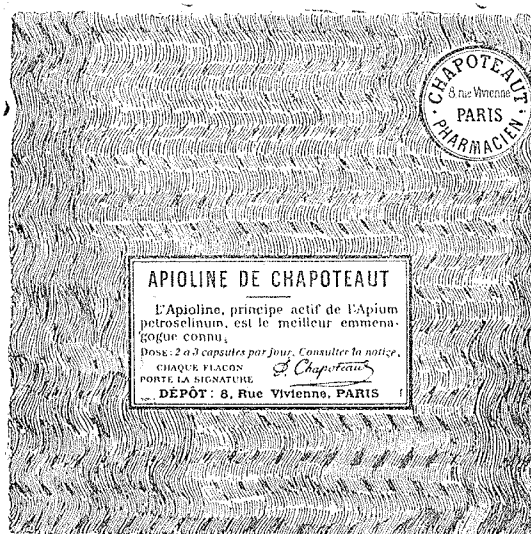 CHAPOTEAUT
8 rue Vivienne
PARIS
PHARMACIEN
APIOLINE DE CHAPOTEAUT
L'Apioline, principe actif de l'Apium
petroselinum, est le meilleur emmena-
gogue connu.
DOSE: 2 a 3 capsules par jour. Consulter la notice.
CHAQUE FLACON
PORTE LA SIGNATURE
P. Chapoteaut
DÉPÔT: 8, Rue Vivienne, PARIS